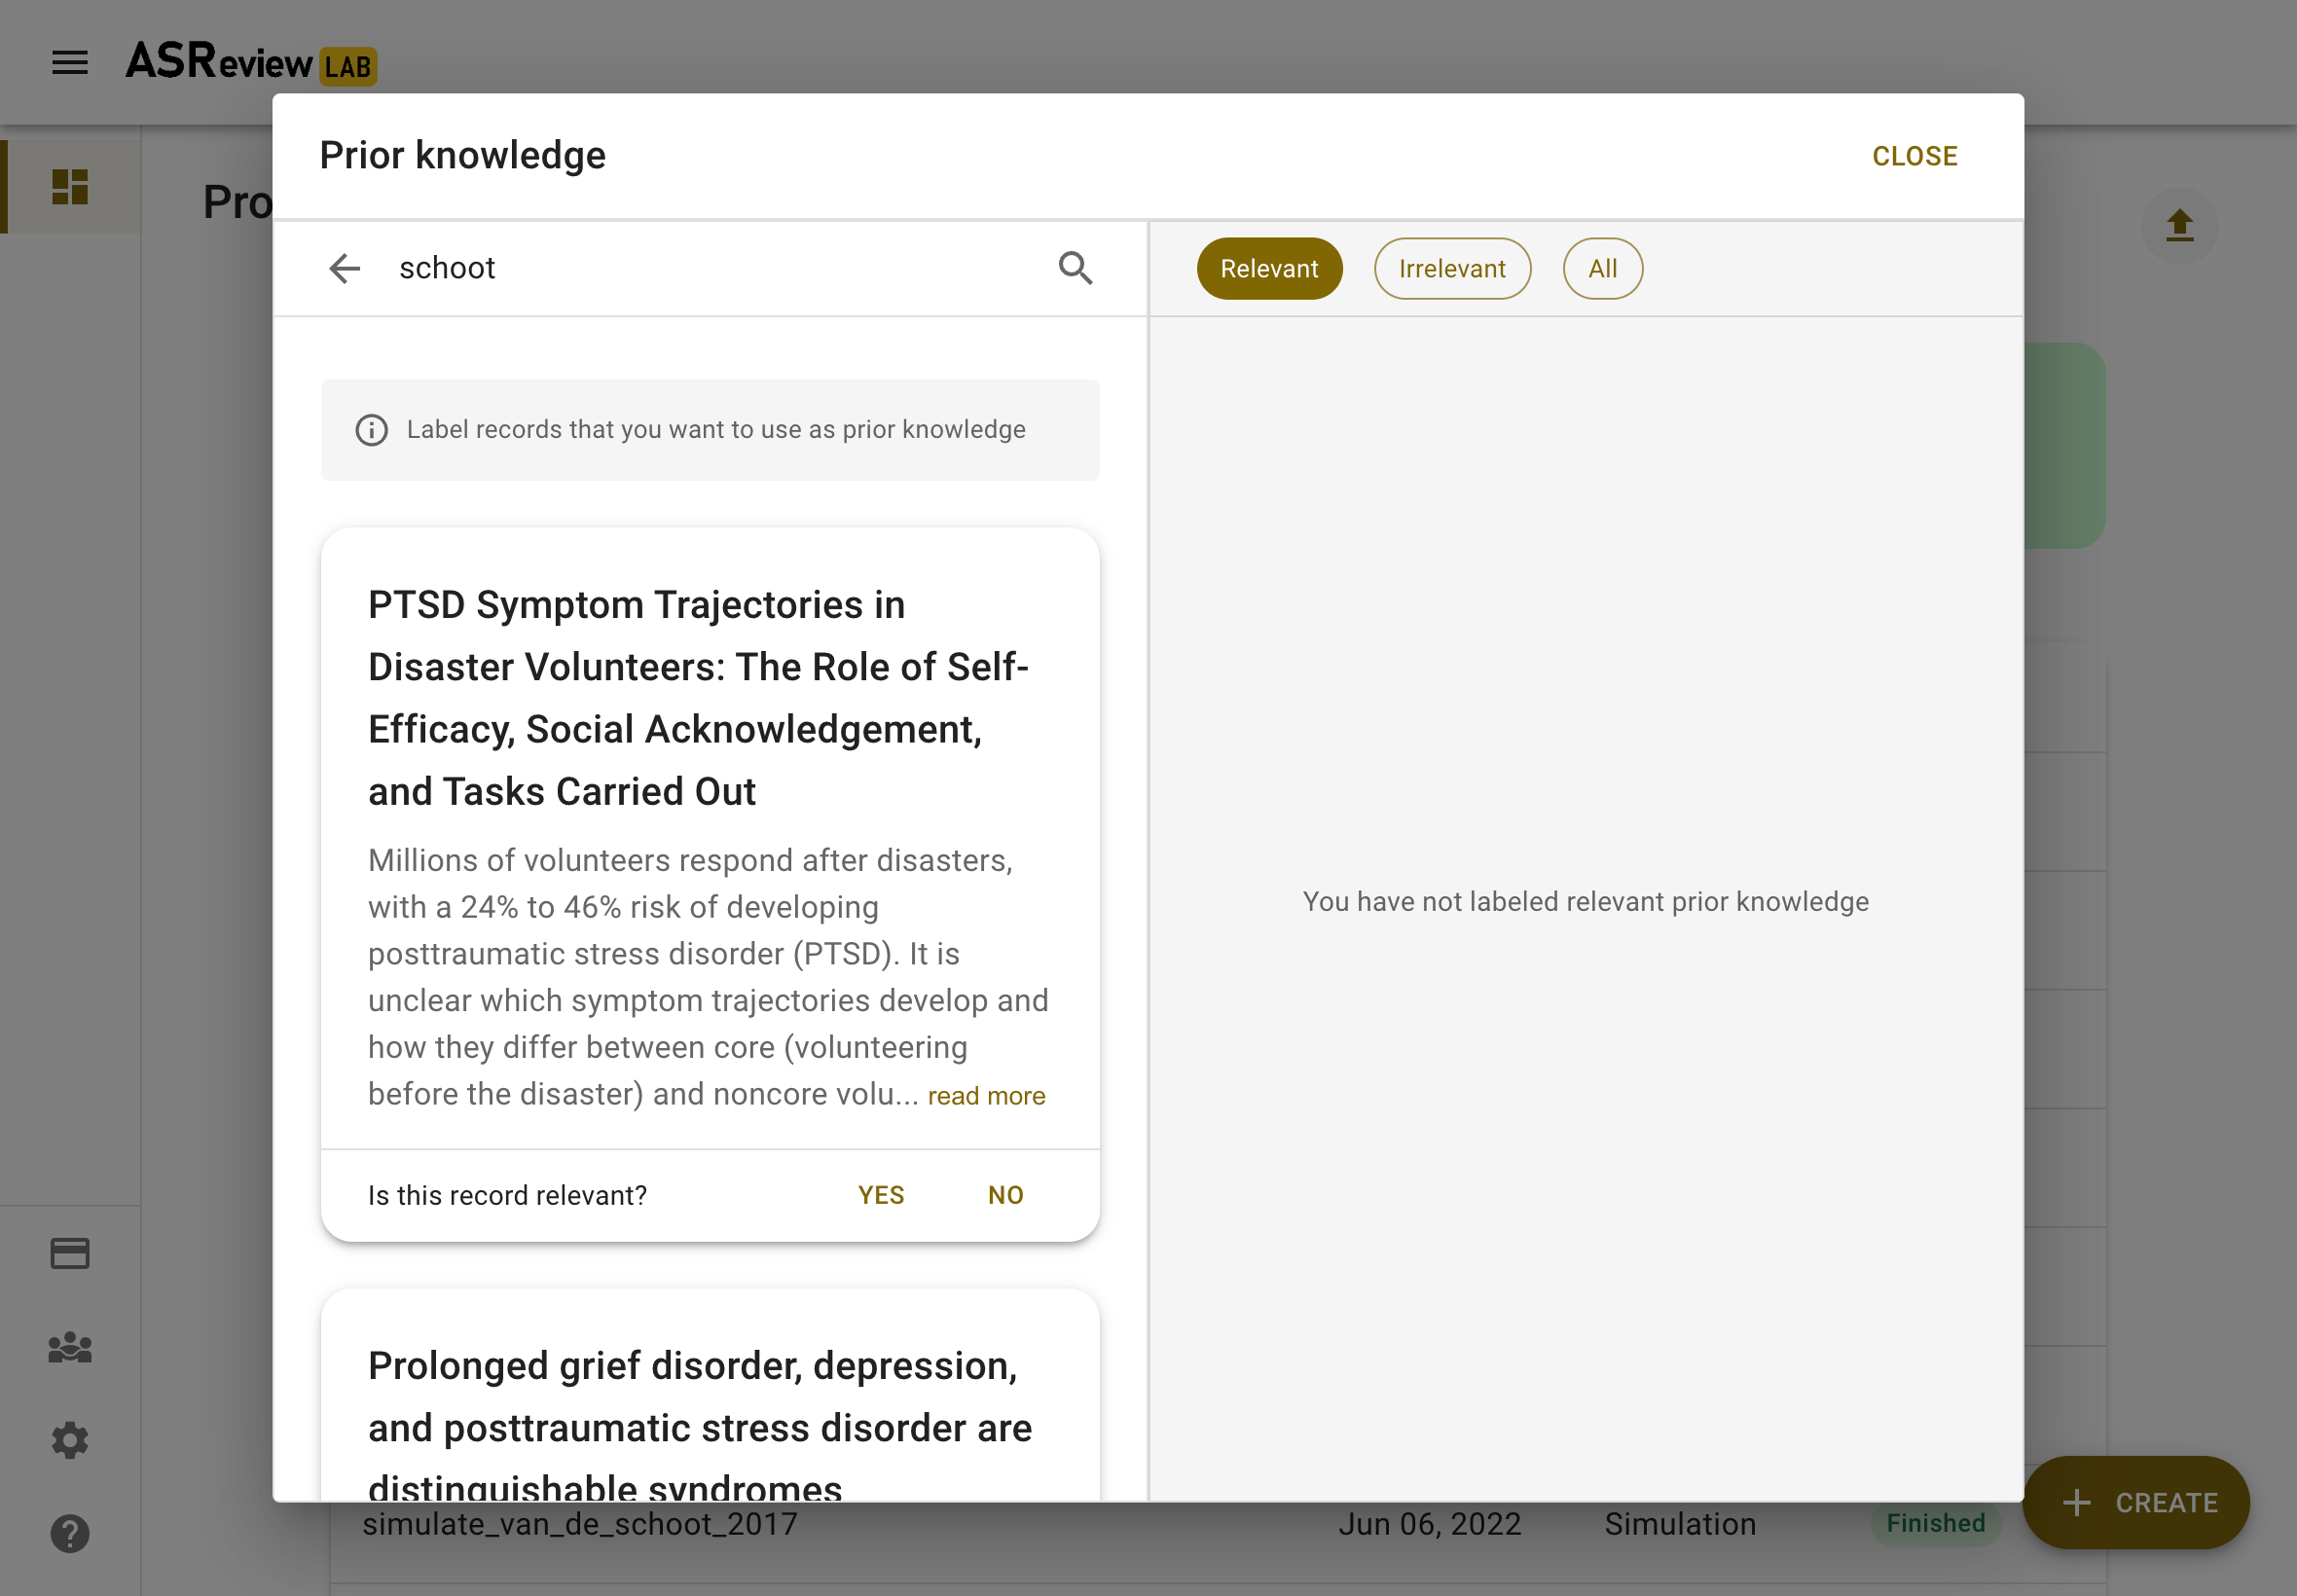 ASReview LAB
Prior knowledge
CLOSE
Pro
schoot
Relevant
Irrelevant
All
Label records that you want to use as prior knowledge
PTSD Symptom Trajectories in
Disaster Volunteers: The Role of Self-
Efficacy, Social Acknowledgement,
and Tasks Carried Out
Millions of volunteers respond after disasters,
with a 24% to 46% risk of developing
posttraumatic stress disorder (PTSD). It is
unclear which symptom trajectories develop and
how they differ between core (volunteering
before the disaster) and noncore volu... read more
Is this record relevant? YES NO
You have not labeled relevant prior knowledge
Prolonged grief disorder, depression,
and posttraumatic stress disorder are
distinguishable syndromes
simulate_van_de_schoot_2017 Jun 06, 2022 Simulation Finished
CREATE